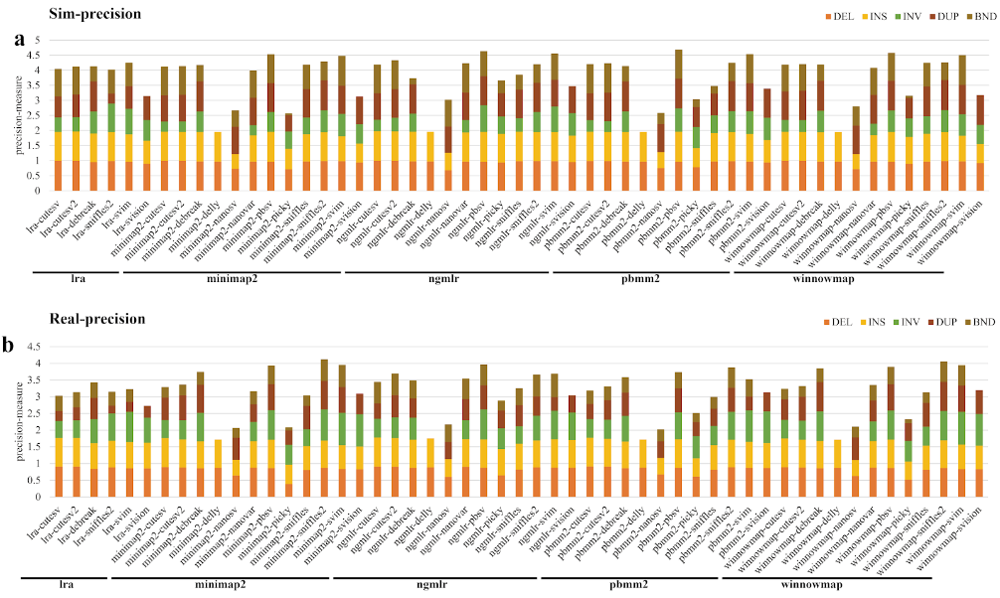 Sim-precision
a
DEL INS INV DUP BND
precision-measure
5
4.5
4
3.5
3
2.5
2
1.5
1
0.5
0
lra-cutesv
lra-cutesv2
lra-debreak
lra-sniffles2
lra-svim
lra-svision
minimap2-cutesv
minimap2-cutesv2
minimap2-debreak
minimap2-delly
minimap2-nanosv
minimap2-nanovar
minimap2-pbsv
minimap2-picky
minimap2-sniffles
minimap2-sniffles2
minimap2-svim
minimap2-svision
ngmlr-cutesv
ngmlr-cutesv2
ngmlr-debreak
ngmlr-delly
ngmlr-nanosv
ngmlr-nanovar
ngmlr-pbsv
ngmlr-picky
ngmlr-sniffles
ngmlr-sniffles2
ngmlr-svim
ngmlr-svision
pbmm2-cutesv
pbmm2-cutesv2
pbmm2-debreak
pbmm2-delly
pbmm2-nanosv
pbmm2-pbsv
pbmm2-picky
pbmm2-sniffles
pbmm2-sniffles2
pbmm2-svim
pbmm2-svision
winnowmap-cutesv
winnowmap-cutesv2
winnowmap-debreak
winnowmap-delly
winnowmap-nanosv
winnowmap-nanovar
winnowmap-pbsv
winnowmap-picky
winnowmap-sniffles
winnowmap-sniffles2
winnowmap-svim
winnowmap-svision
lra minimap2 ngmlr pbmm2 winnowmap
Real-precision
b
DEL INS INV DUP BND
precision-measure
4.5
4
3.5
3
2.5
2
1.5
1
0.5
0
lra-cutesv
lra-cutesv2
lra-debreak
lra-sniffles2
lra-svim
lra-svision
minimap2-cutesv
minimap2-cutesv2
minimap2-debreak
minimap2-delly
minimap2-nanosv
minimap2-nanovar
minimap2-pbsv
minimap2-picky
minimap2-sniffles
minimap2-sniffles2
minimap2-svim
minimap2-svision
ngmlr-cutesv
ngmlr-cutesv2
ngmlr-debreak
ngmlr-delly
ngmlr-nanosv
ngmlr-nanovar
ngmlr-pbsv
ngmlr-picky
ngmlr-sniffles
ngmlr-sniffles2
ngmlr-svim
ngmlr-svision
pbmm2-cutesv
pbmm2-cutesv2
pbmm2-debreak
pbmm2-delly
pbmm2-nanosv
pbmm2-pbsv
pbmm2-picky
pbmm2-sniffles
pbmm2-sniffles2
pbmm2-svim
pbmm2-svision
winnowmap-cutesv
winnowmap-cutesv2
winnowmap-debreak
winnowmap-delly
winnowmap-nanosv
winnowmap-nanovar
winnowmap-pbsv
winnowmap-picky
winnowmap-sniffles
winnowmap-sniffles2
winnowmap-svim
winnowmap-svision
lra minimap2 ngmlr pbmm2 winnowmap